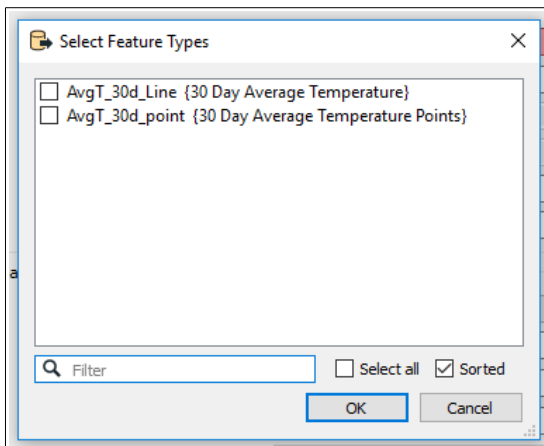 Select Feature Types
AvgT_30d_Line {30 Day Average Temperature}
AvgT_30d_point {30 Day Average Temperature Points}
a
Filter
Select all
Sorted
OK
Cancel